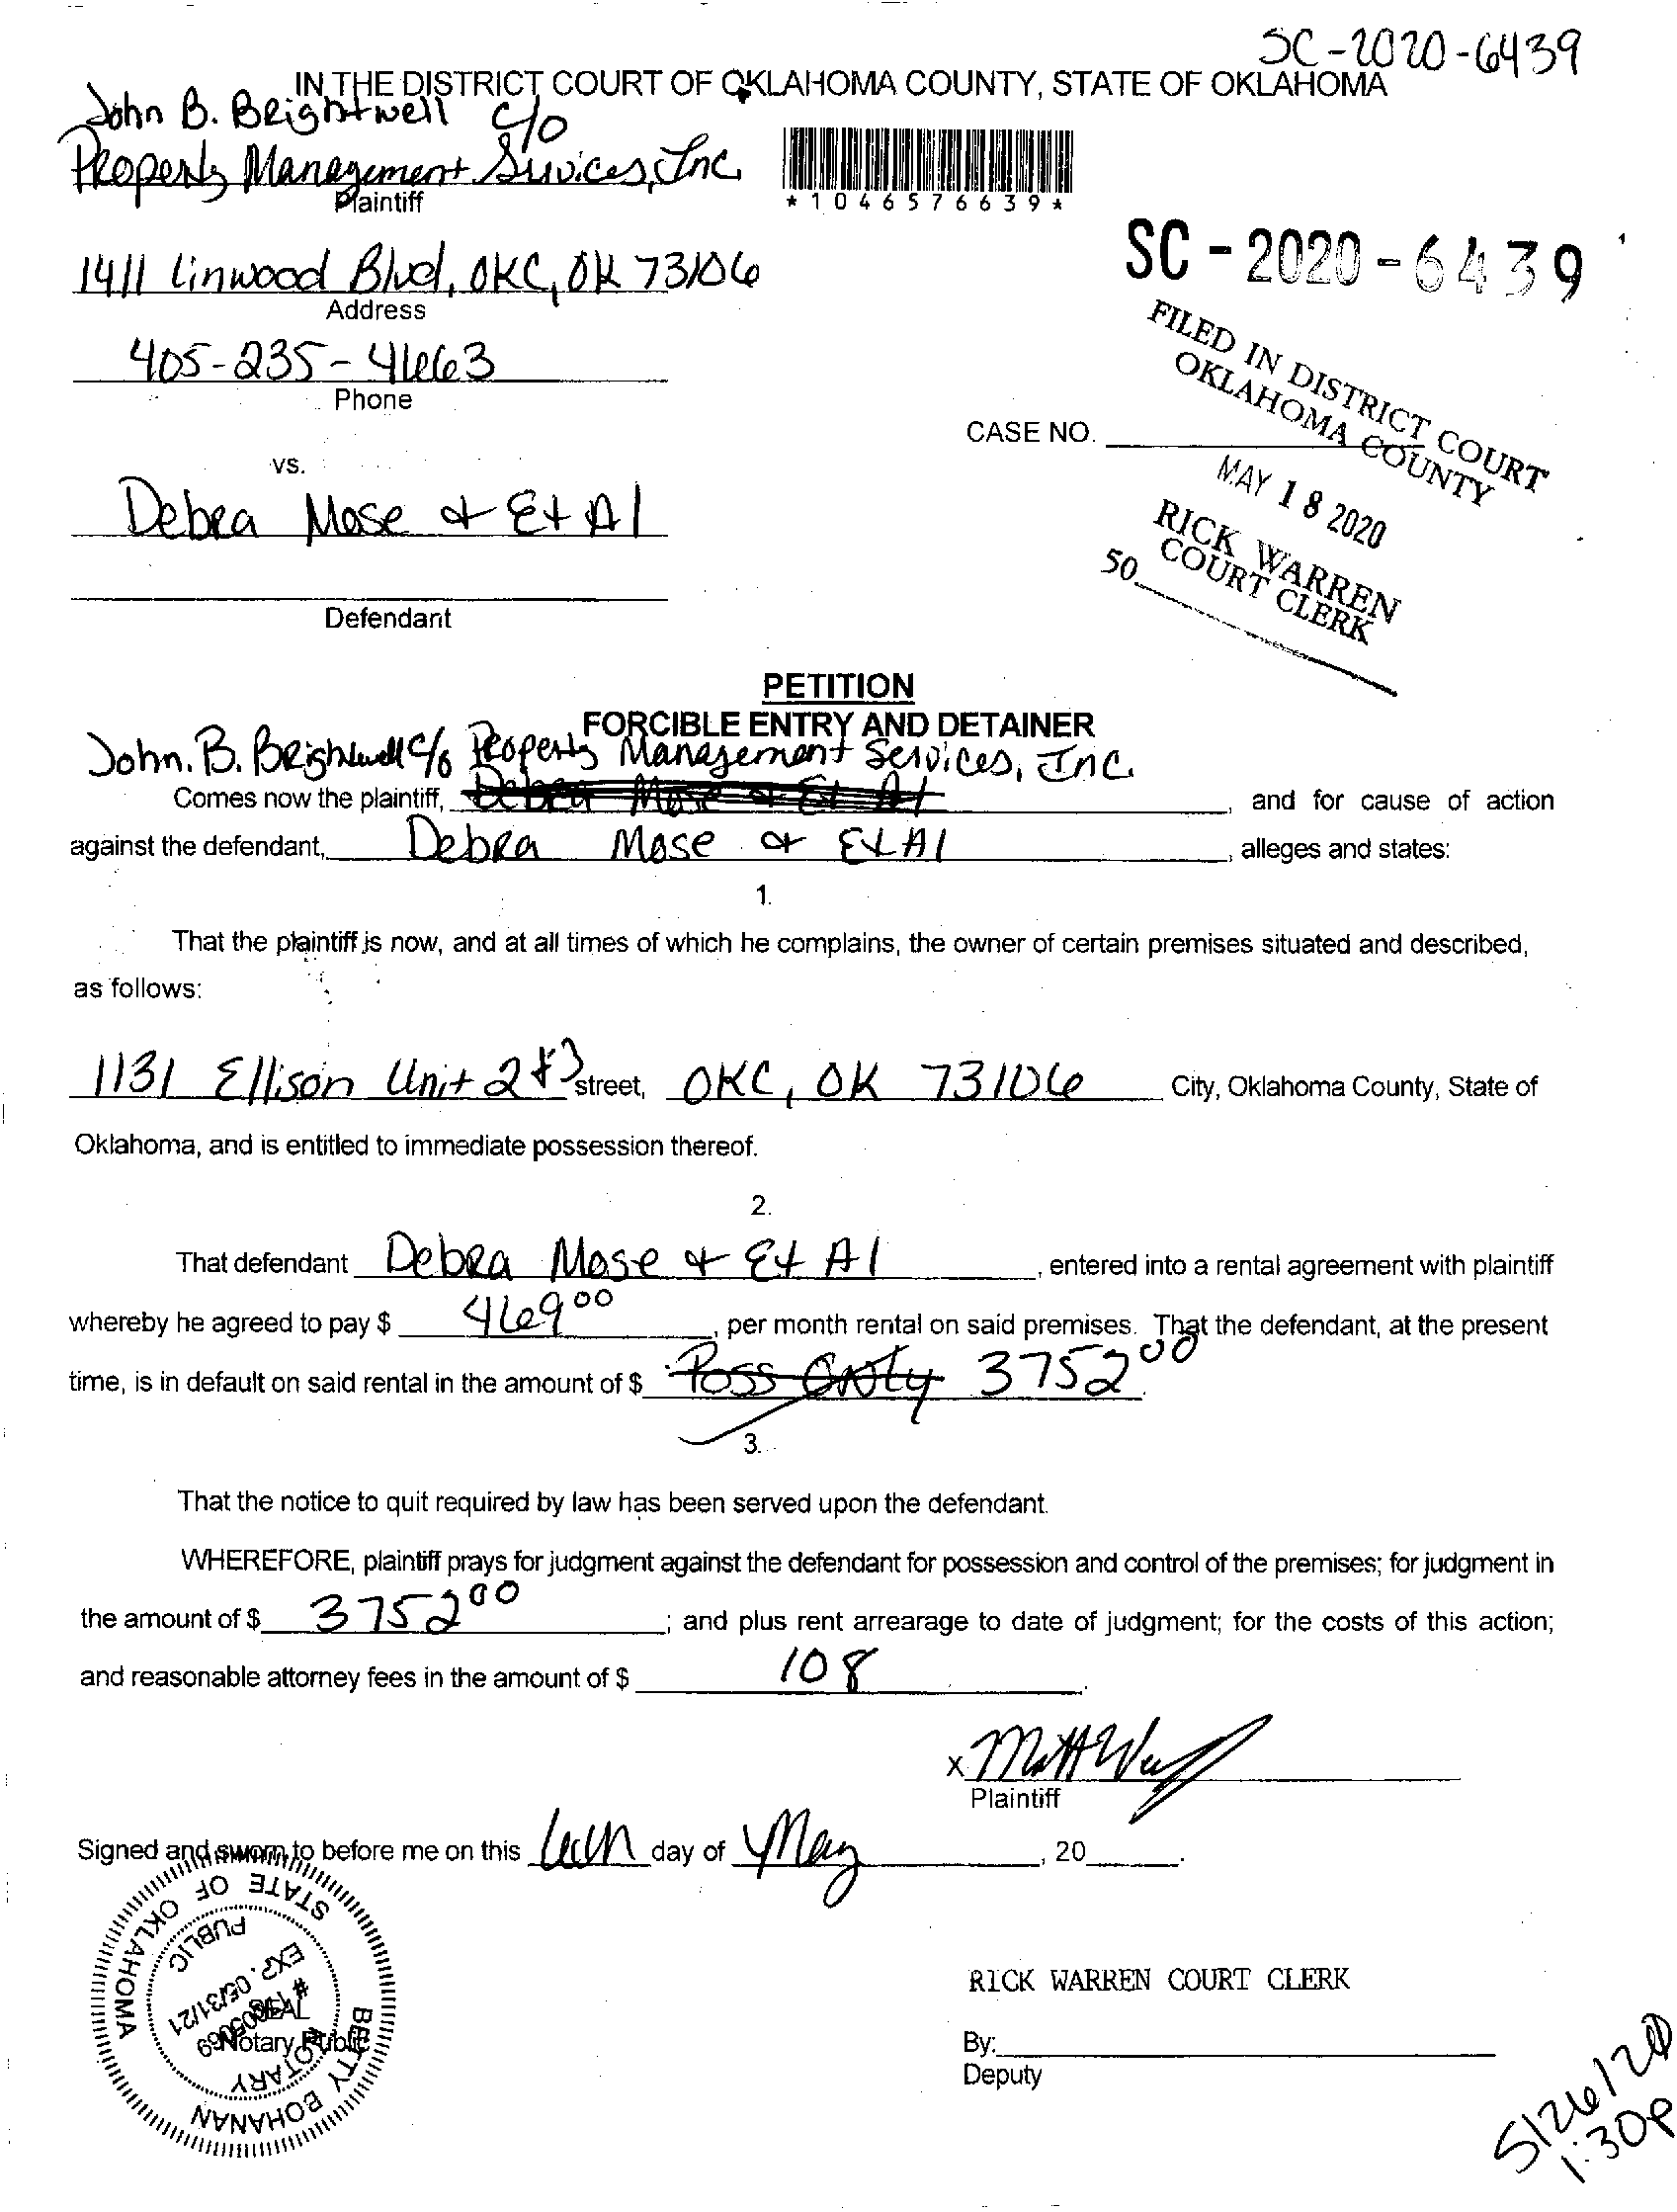 SC-2020-6439
IN THE DISTRICT COURT OF OKLAHOMA COUNTY, STATE OF OKLAHOMA
John B. Brightwell c/o
Property Management Services, Inc.
Plaintiff
*1046576639*
SC-2020-6439
1411 Linwood Blvd, OKC, OK 73106
Address
FILED IN DISTRICT COURT
OKLAHOMA COUNTY
405-235-4663
Phone
CASE NO.
MAY 18 2020
vs.
RICK WARREN
COURT CLERK
50
Debra Mose & Et Al
Defendant
PETITION
FORCIBLE ENTRY AND DETAINER
John. B. Brightwell c/o Property Management Services, Inc.
Comes now the plaintiff, Debra Mose & Et Al, and for cause of action
against the defendant, Debra Mose & Et Al, alleges and states:
1.
That the plaintiff is now, and at all times of which he complains, the owner of certain premises situated and described,
as follows:
1131 Ellison Unit 2 & 3 street, OKC, OK 73106 City, Oklahoma County, State of
Oklahoma, and is entitled to immediate possession thereof.
2.
That defendant Debra Mose & Et Al, entered into a rental agreement with plaintiff
whereby he agreed to pay $ 469 00, per month rental on said premises. That the defendant, at the present
time, is in default on said rental in the amount of $ Poss Only 3752 00.
3.
That the notice to quit required by law has been served upon the defendant.
WHEREFORE, plaintiff prays for judgment against the defendant for possession and control of the premises; for judgment in
the amount of $ 3752 00; and plus rent arrearage to date of judgment; for the costs of this action;
and reasonable attorney fees in the amount of $ 108.
x
Plaintiff
Signed and sworn to before me on this day of May, 20.
STATE OF OKLAHOMA
PUBLIC
EXP. 05/31/21
SEAL
Notary Public
NOTARY
BETTY BOHANAN
RICK WARREN COURT CLERK
By:
Deputy
5/26/20
1:30p